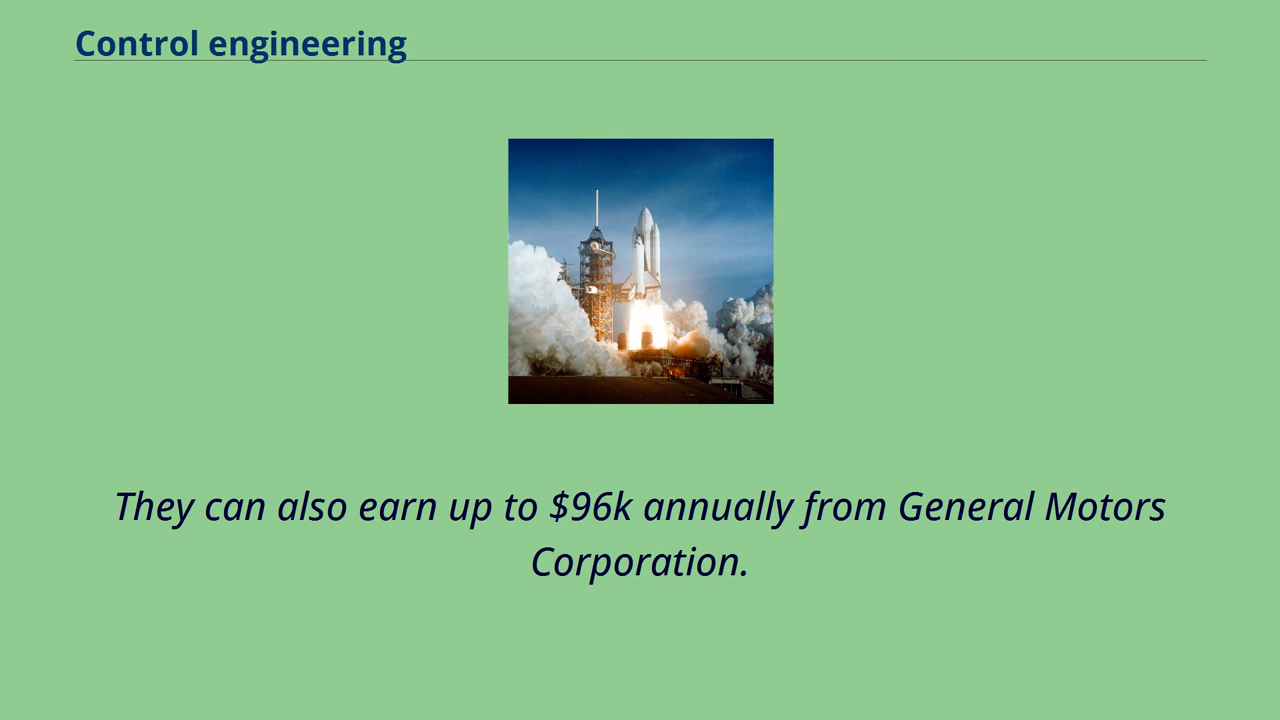 Control engineering
They can also earn up to $96k annually from General Motors
Corporation.